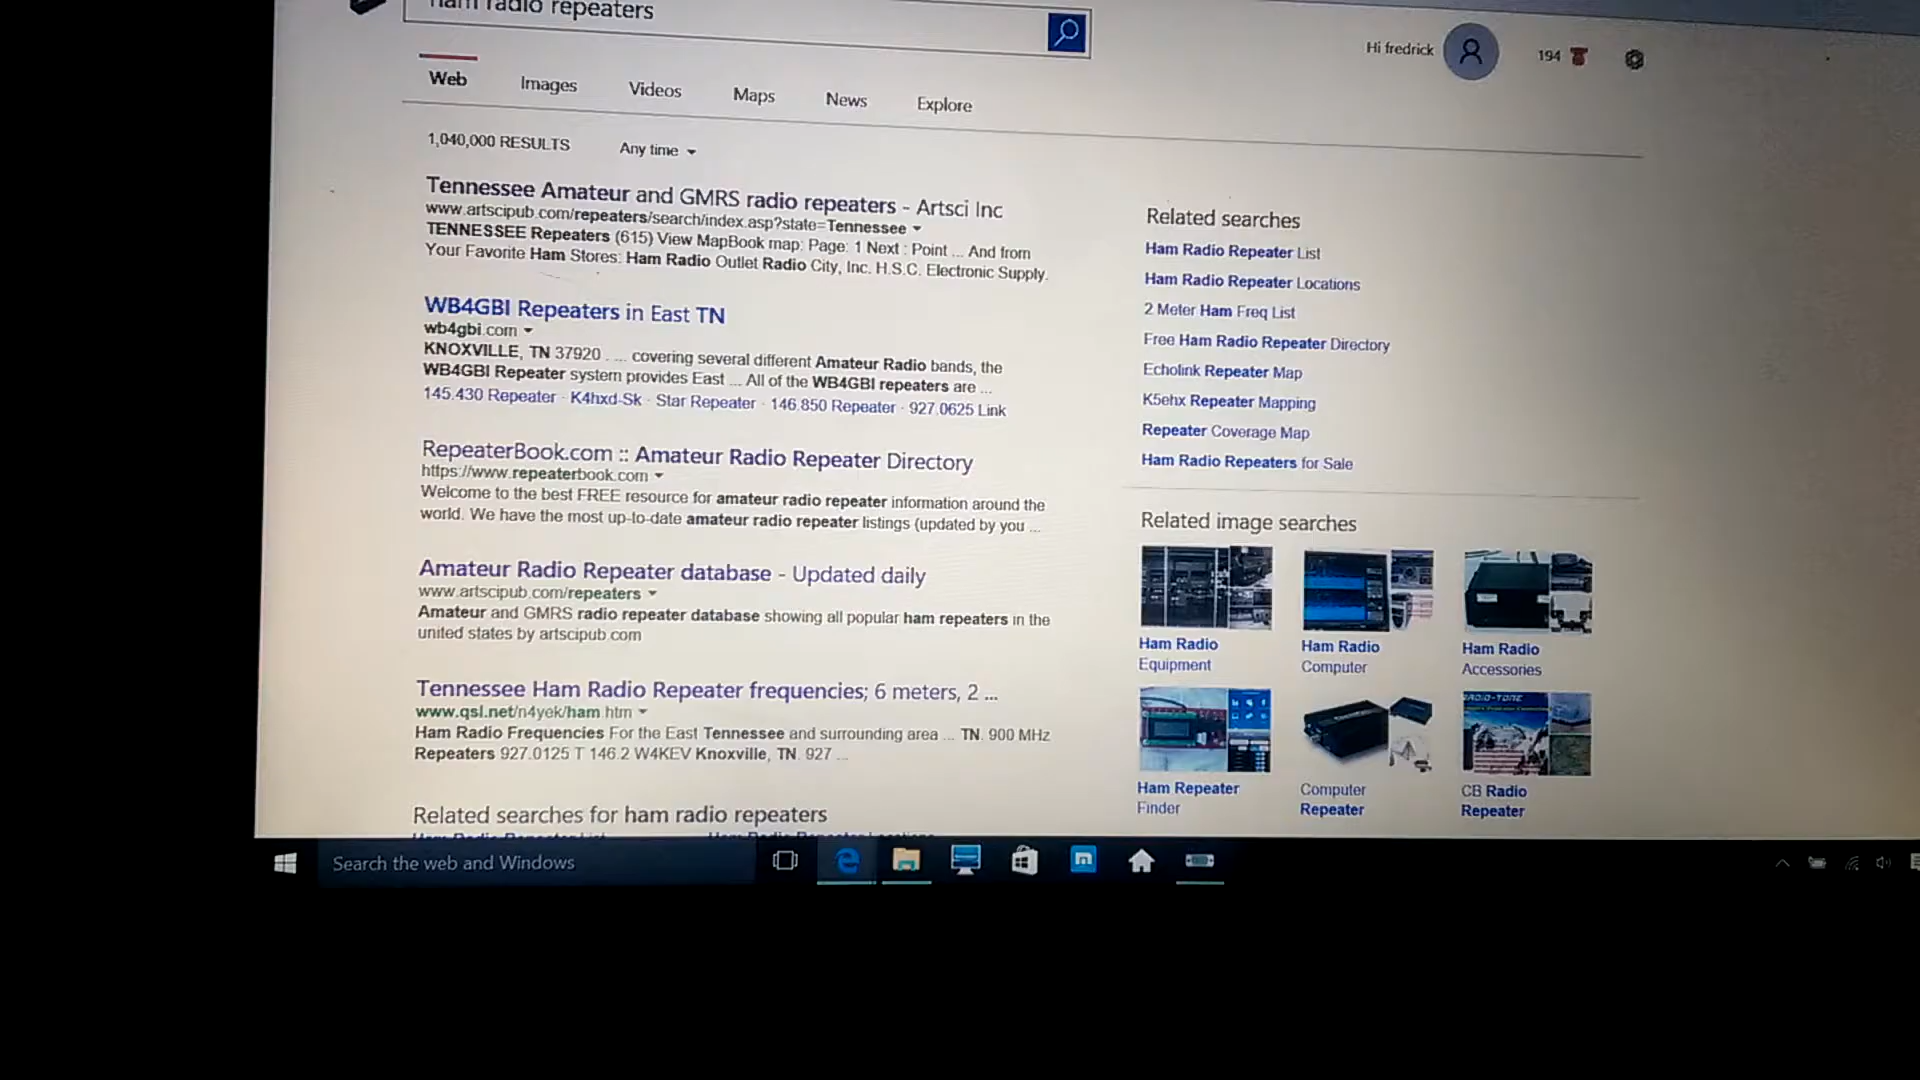 ham radio repeaters
Hi fredrick
194
Web Images Videos Maps News Explore
1,040,000 RESULTS Any time
Tennessee Amateur and GMRS radio repeaters - Artsci Inc
www.artscipub.com/repeaters/search/index.asp?state=Tennessee
TENNESSEE Repeaters (615) View MapBook map: Page: 1 Next : Point ... And from
Your Favorite Ham Stores: Ham Radio Outlet Radio City, Inc. H.S.C. Electronic Supply.
WB4GBI Repeaters in East TN
wb4gbi.com
KNOXVILLE, TN 37920 . ... covering several different Amateur Radio bands, the
WB4GBI Repeater system provides East ... All of the WB4GBI repeaters are ...
145.430 Repeater · K4hxd-Sk · Star Repeater · 146.850 Repeater · 927.0625 Link
RepeaterBook.com :: Amateur Radio Repeater Directory
https://www.repeaterbook.com
Welcome to the best FREE resource for amateur radio repeater information around the
world. We have the most up-to-date amateur radio repeater listings (updated by you ...
Amateur Radio Repeater database - Updated daily
www.artscipub.com/repeaters
Amateur and GMRS radio repeater database showing all popular ham repeaters in the
united states by artscipub.com
Tennessee Ham Radio Repeater frequencies; 6 meters, 2 ...
www.qsl.net/n4yek/ham.htm
Ham Radio Frequencies For the East Tennessee and surrounding area ... TN. 900 MHz
Repeaters 927.0125 T 146.2 W4KEV Knoxville, TN. 927 ...
Related searches for ham radio repeaters
Ham Radio Repeater List Ham Radio Repeater Locations
Related searches
Ham Radio Repeater List
Ham Radio Repeater Locations
2 Meter Ham Freq List
Free Ham Radio Repeater Directory
Echolink Repeater Map
K5ehx Repeater Mapping
Repeater Coverage Map
Ham Radio Repeaters for Sale
Related image searches
Ham Radio
Equipment
Ham Radio
Computer
Ham Radio
Accessories
RADIO-TONE
Ham Repeater
Finder
Computer
Repeater
CB Radio
Repeater
Search the web and Windows